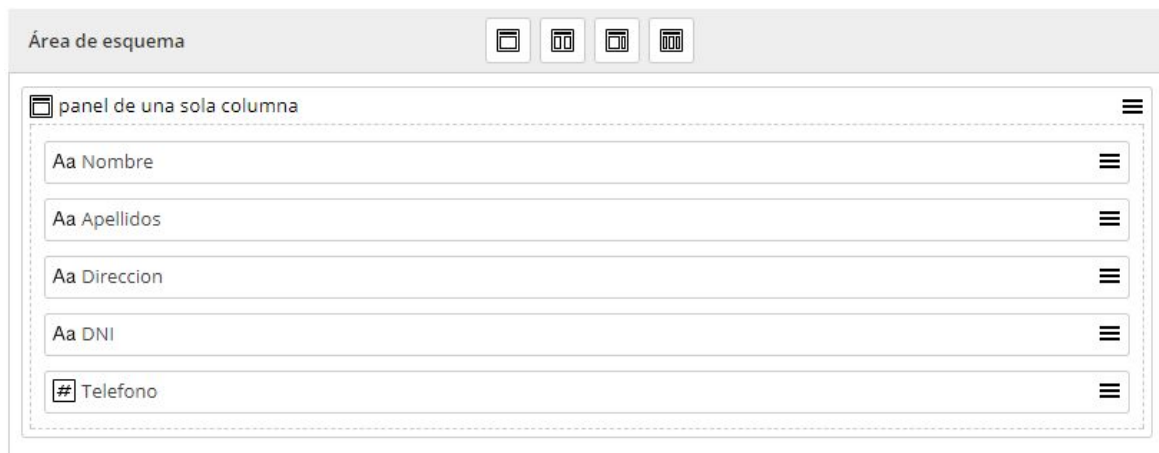 Área de esquema
panel de una sola columna
Aa Nombre
Aa Apellidos
Aa Direccion
Aa DNI
# Telefono